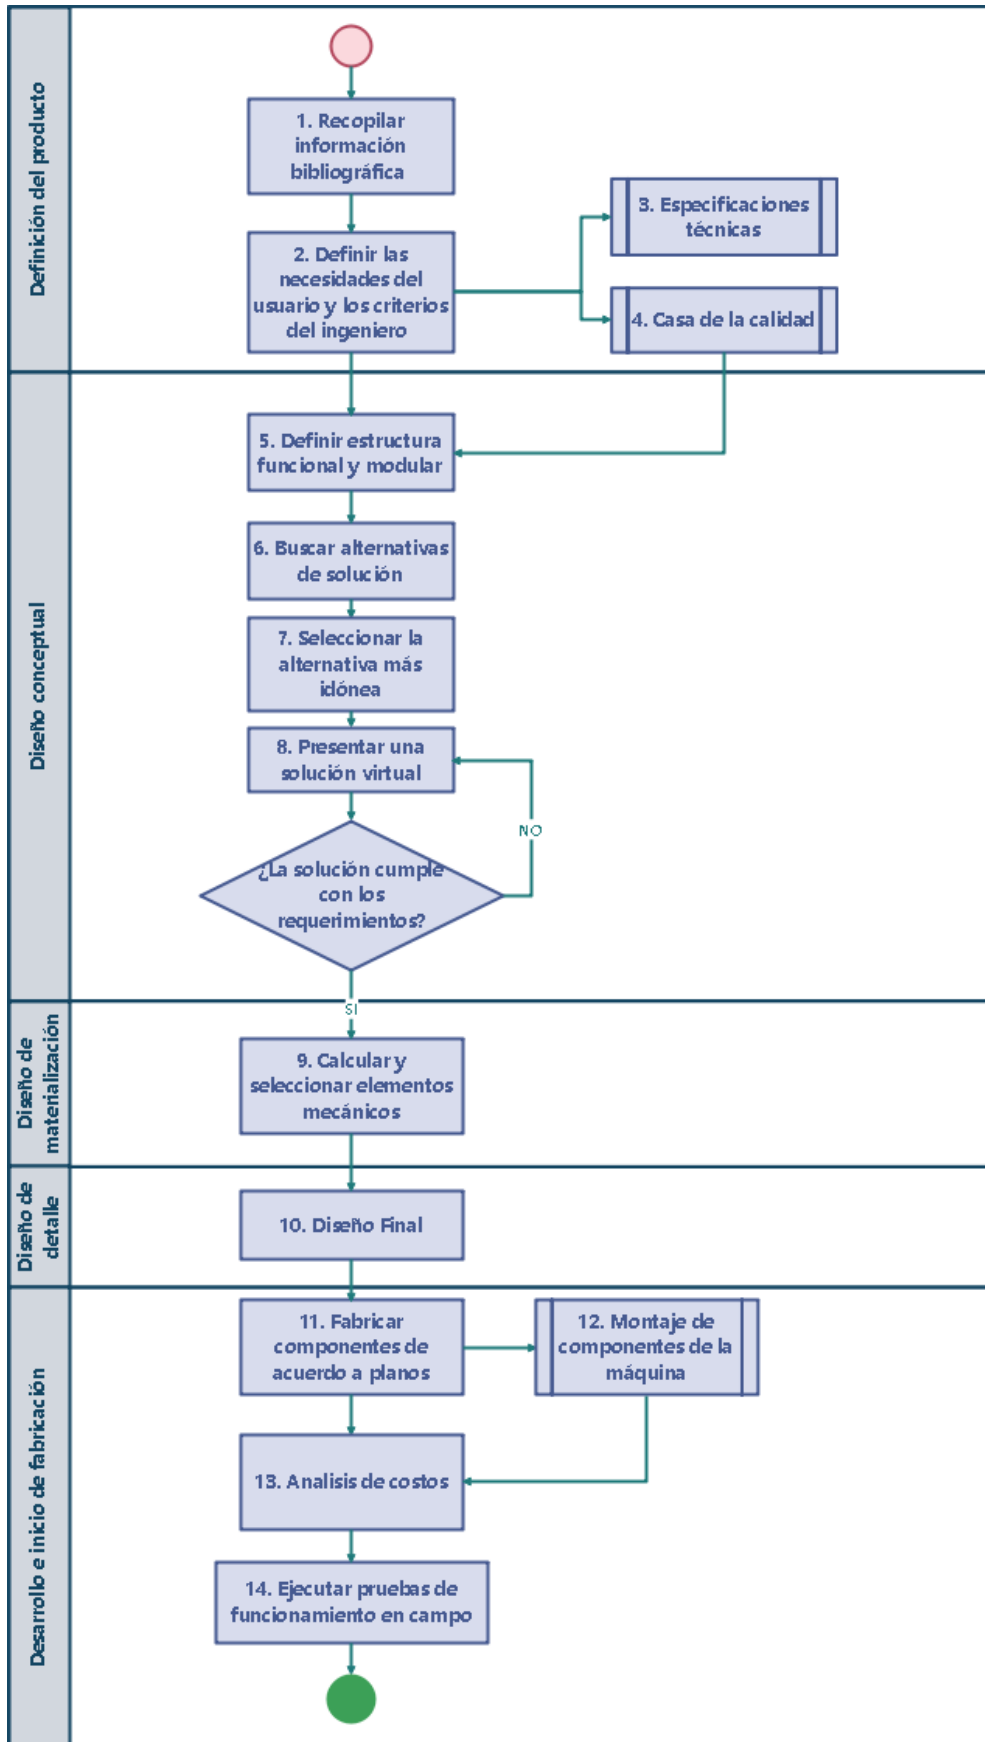 Definición del producto
1. Recopilar
información
bibliográfica
2. Definir las
necesidades del
usuario y los criterios
del ingeniero
3. Especificaciones
técnicas
4. Casa de la calidad
Diseño conceptual
5. Definir estructura
funcional y modular
6. Buscar alternativas
de solución
7. Seleccionar la
alternativa más
idónea
8. Presentar una
solución virtual
NO
¿La solución cumple
con los
requerimientos?
SI
Diseño de
materialización
9. Calcular y
seleccionar elementos
mecánicos
Diseño de
detalle
10. Diseño Final
Desarrollo e inicio de fabricación
11. Fabricar
componentes de
acuerdo a planos
12. Montaje de
componentes de la
máquina
13. Analisis de costos
14. Ejecutar pruebas de
funcionamiento en campo